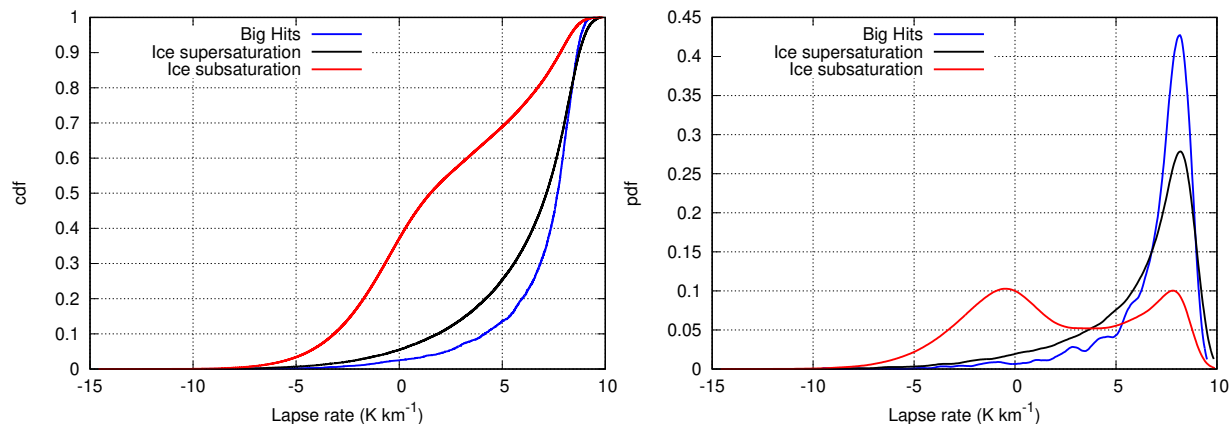 cdf
1
0.9
0.8
0.7
0.6
0.5
0.4
0.3
0.2
0.1
0
-15 -10 -5 0 5 10
Lapse rate (K km-1)
Big Hits
Ice supersaturation
Ice subsaturation
pdf
0.45
0.4
0.35
0.3
0.25
0.2
0.15
0.1
0.05
0
-15 -10 -5 0 5 10
Lapse rate (K km-1)
Big Hits
Ice supersaturation
Ice subsaturation